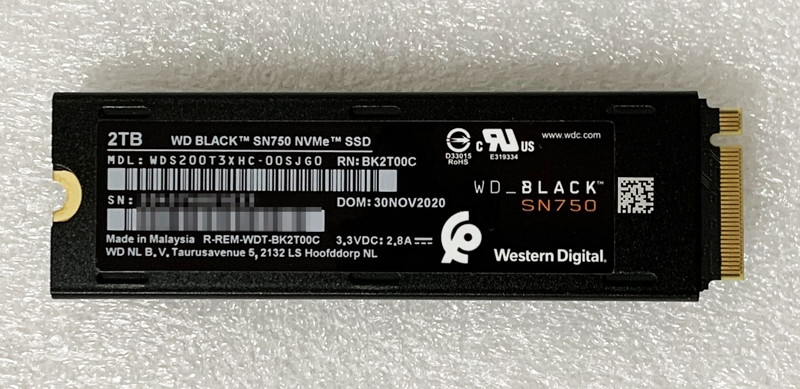 2TB WD BLACK™ SN750 NVMe™ SSD
MDL: WDS200T3XHC-00SJG0 RN: BK2T00C
SN:
DOM: 30NOV2020
Made in Malaysia R-REM-WDT-BK2T00C 3.3VDC: 2.8A
WD NL B.V, Taurusavenue 5, 2132 LS Hoofddorp NL
D33015
RoHS
c RU US
E319334
www.wdc.com
WD_BLACK™
SN750
Western Digital.